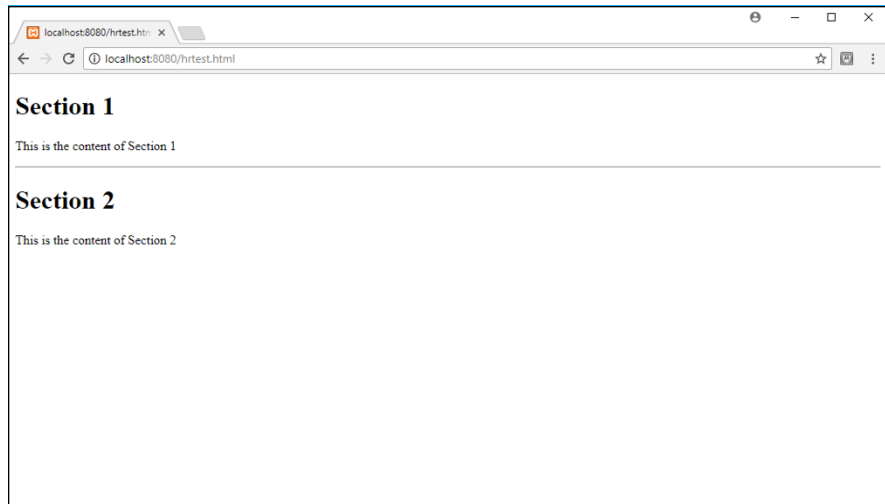 localhost:8080/hrtest.htm
localhost:8080/hrtest.html
Section 1
This is the content of Section 1
Section 2
This is the content of Section 2